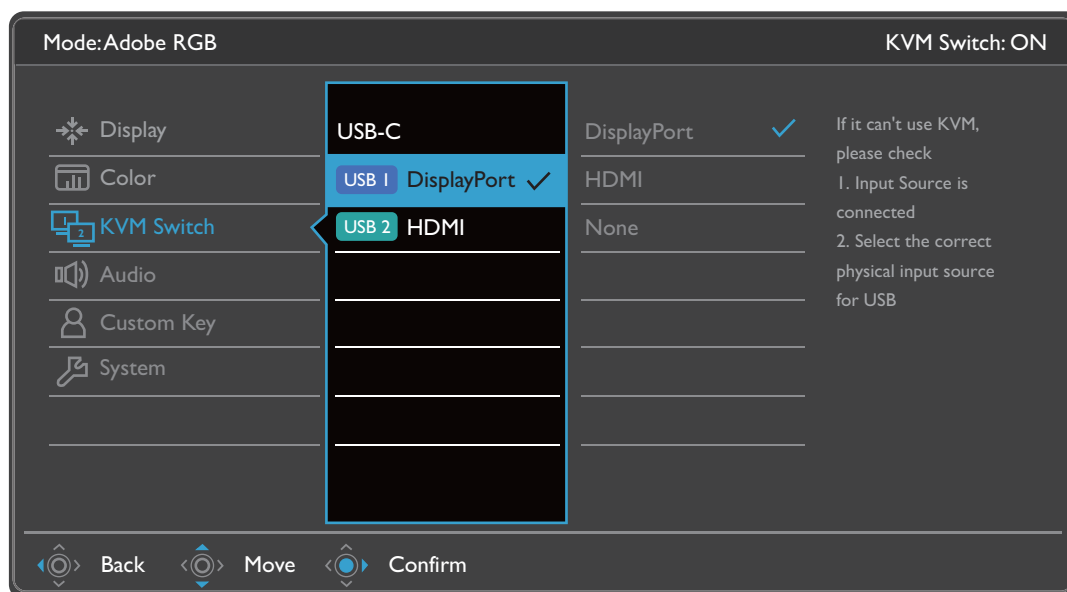 Mode: Adobe RGB
KVM Switch: ON
Display
Color
KVM Switch
Audio
Custom Key
System
USB-C
USB 1 DisplayPort
USB 2 HDMI
DisplayPort
HDMI
None
If it can't use KVM,
please check
1. Input Source is
connected
2. Select the correct
physical input source
for USB
Back
Move
Confirm